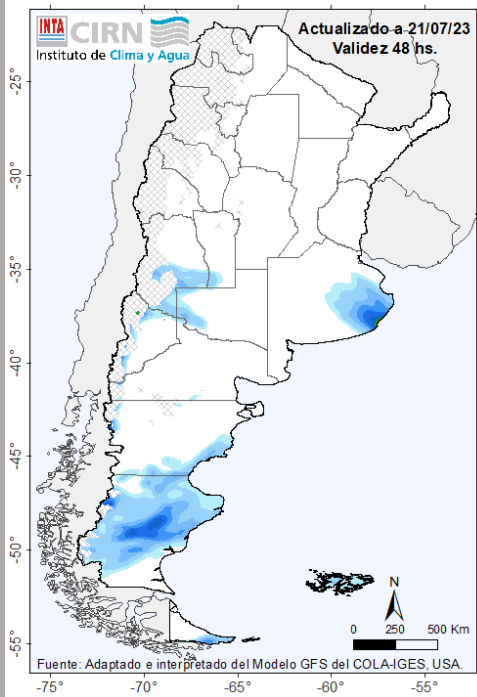 INTA CIRN
Instituto de Clima y Agua
Actualizado a 21/07/23
Validez 48 hs.
-25°
-30°
-35°
-40°
-45°
-50°
-55°
N
0 250 500 Km
Fuente: Adaptado e interpretado del Modelo GFS del COLA-IGES, USA.
-75° -70° -65° -60° -55°